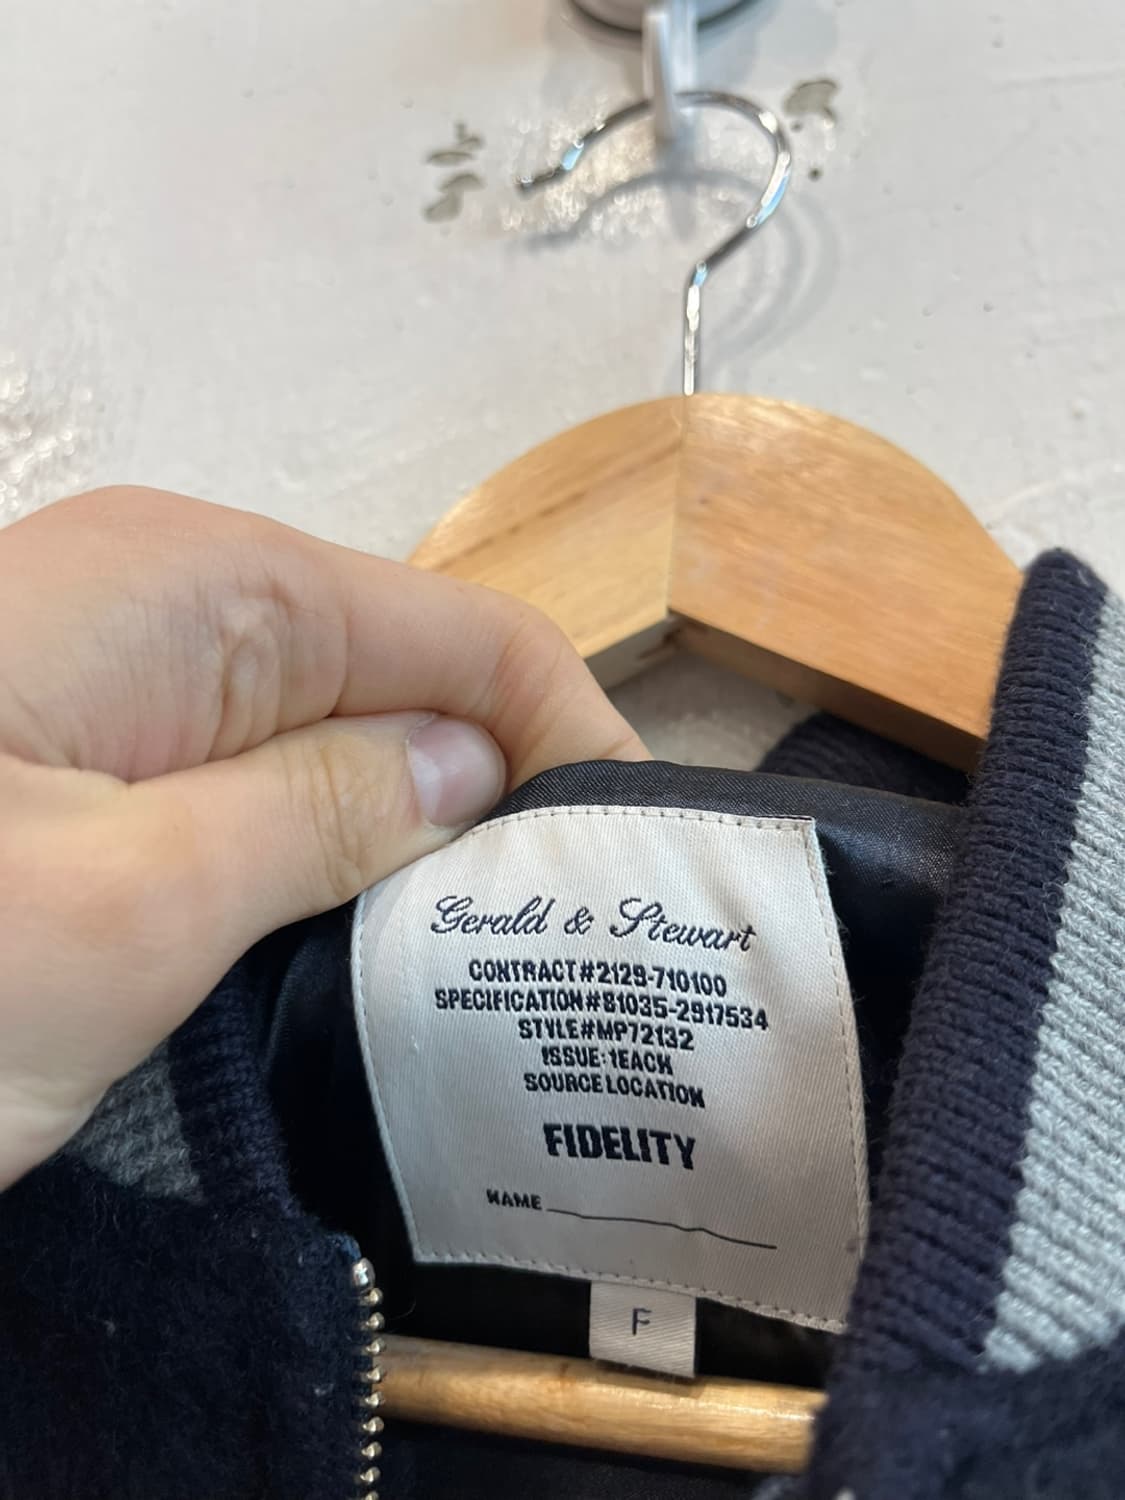 Gerald & Stewart
CONTRACT#2129-710100
SPECIFICATION#81035-2917534
STYLE#MP72132
ISSUE:1EACH
SOURCE LOCATION
FIDELITY
NAME
F